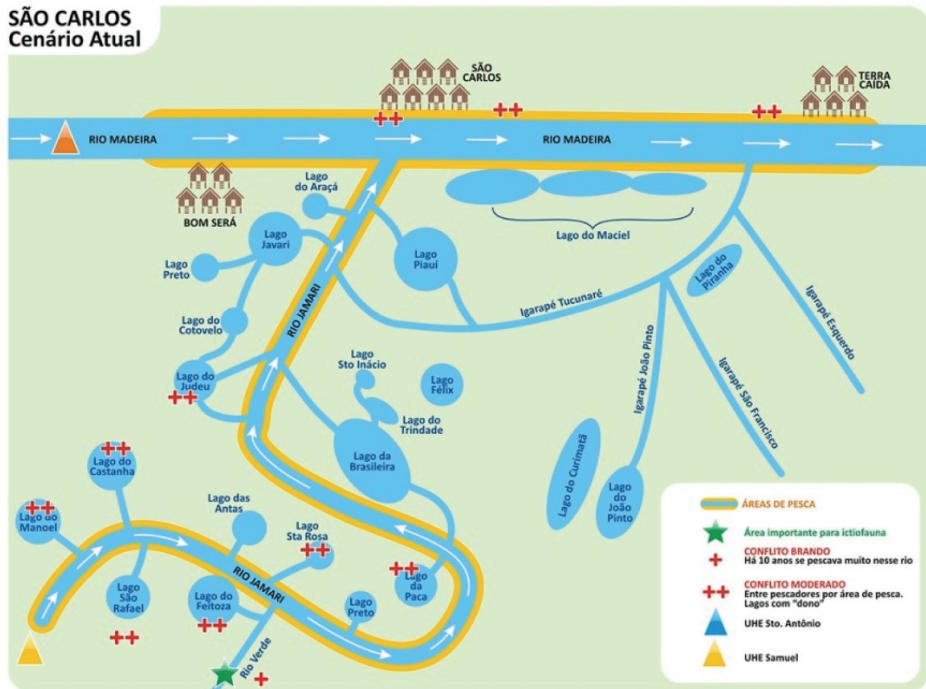 SÃO CARLOS
Cenário Atual
SÃO
CARLOS
TERRA
CAÍDA
RIO MADEIRA
RIO MADEIRA
BOM SERÁ
Lago
do Araçá
Lago
Javari
Lago
Preto
Lago
Piauí
Lago do Maciel
Lago do
Piranha
Lago do
Cotovelo
RIO JAMARI
Igarapé Tucunaré
Igarapé Esquerdo
Lago do
Judeu
Lago
Sto Inácio
Lago
Félix
Lago do
Trindade
Igarapé João Pinto
Igarapé São Francisco
Lago da
Brasileira
Lago do
Castanha
Lago do Curimatã
Lago
do João
Pinto
Lago do
Manoel
Lago das
Antas
Lago
Sta Rosa
RIO JAMARI
Lago
São
Rafael
Lago do
Feitoza
Lago
Preto
Lago
da
Paca
Rio Verde
ÁREAS DE PESCA
Área importante para ictiofauna
CONFLITO BRANDO
Há 10 anos se pescava muito nesse rio
CONFLITO MODERADO
Entre pescadores por área de pesca.
Lagos com “dono”
UHE Sto. Antônio
UHE Samuel